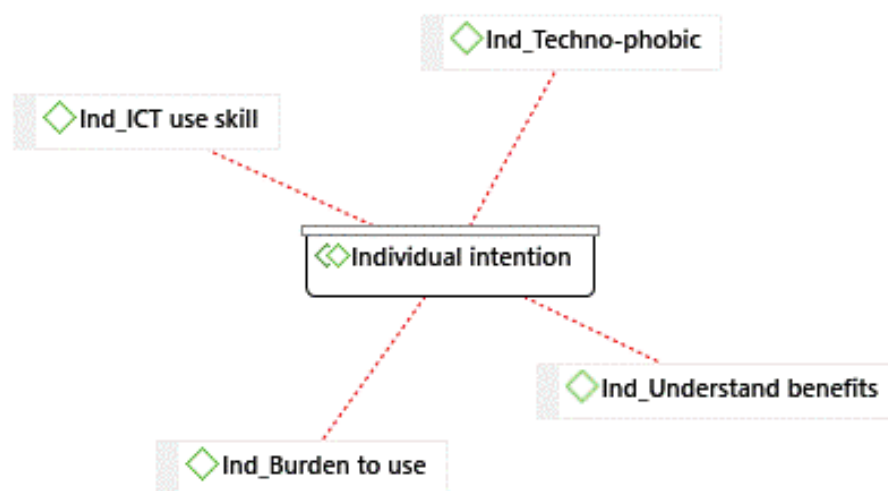 Ind_Techno-phobic
Ind_ICT use skill
Individual intention
Ind_Understand benefits
Ind_Burden to use